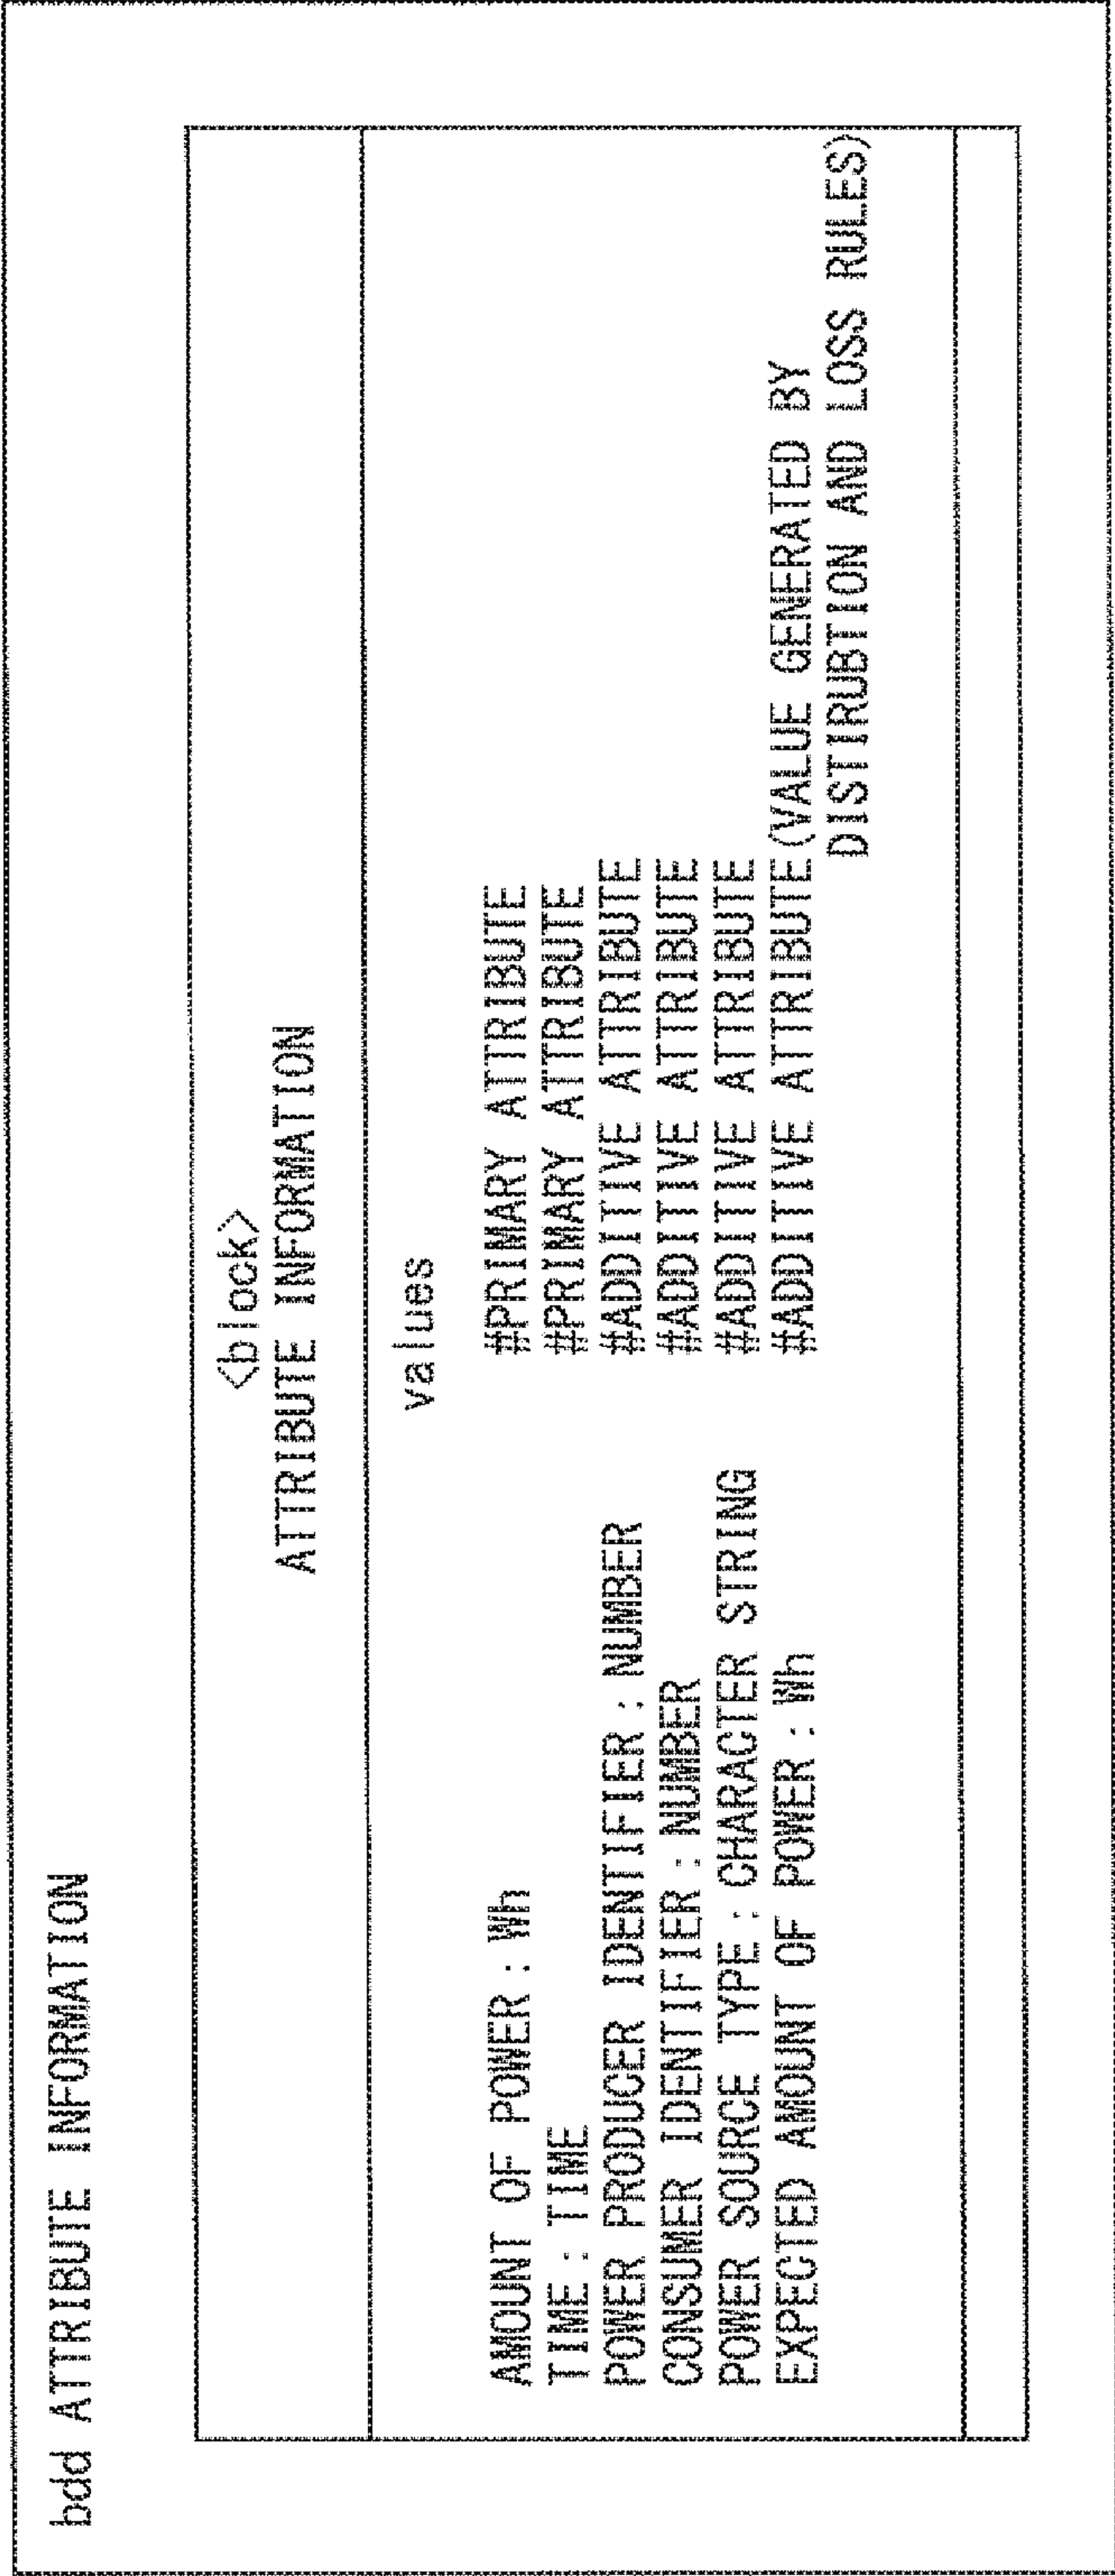 bdd ATTRIBUTE INFORMATION
<block>
ATTRIBUTE INFORMATION
values
AMOUNT OF POWER : Wh #PRIMARY ATTRIBUTE
TIME : TIME #PRIMARY ATTRIBUTE
POWER PRODUCER IDENTIFIER : NUMBER #ADDITIVE ATTRIBUTE
CONSUMER IDENTIFIER : NUMBER #ADDITIVE ATTRIBUTE
POWER SOURCE TYPE : CHARACTER STRING #ADDITIVE ATTRIBUTE
EXPECTED AMOUNT OF POWER : Wh #ADDITIVE ATTRIBUTE (VALUE GENERATED BY
DISTIRUBTION AND LOSS RULES)